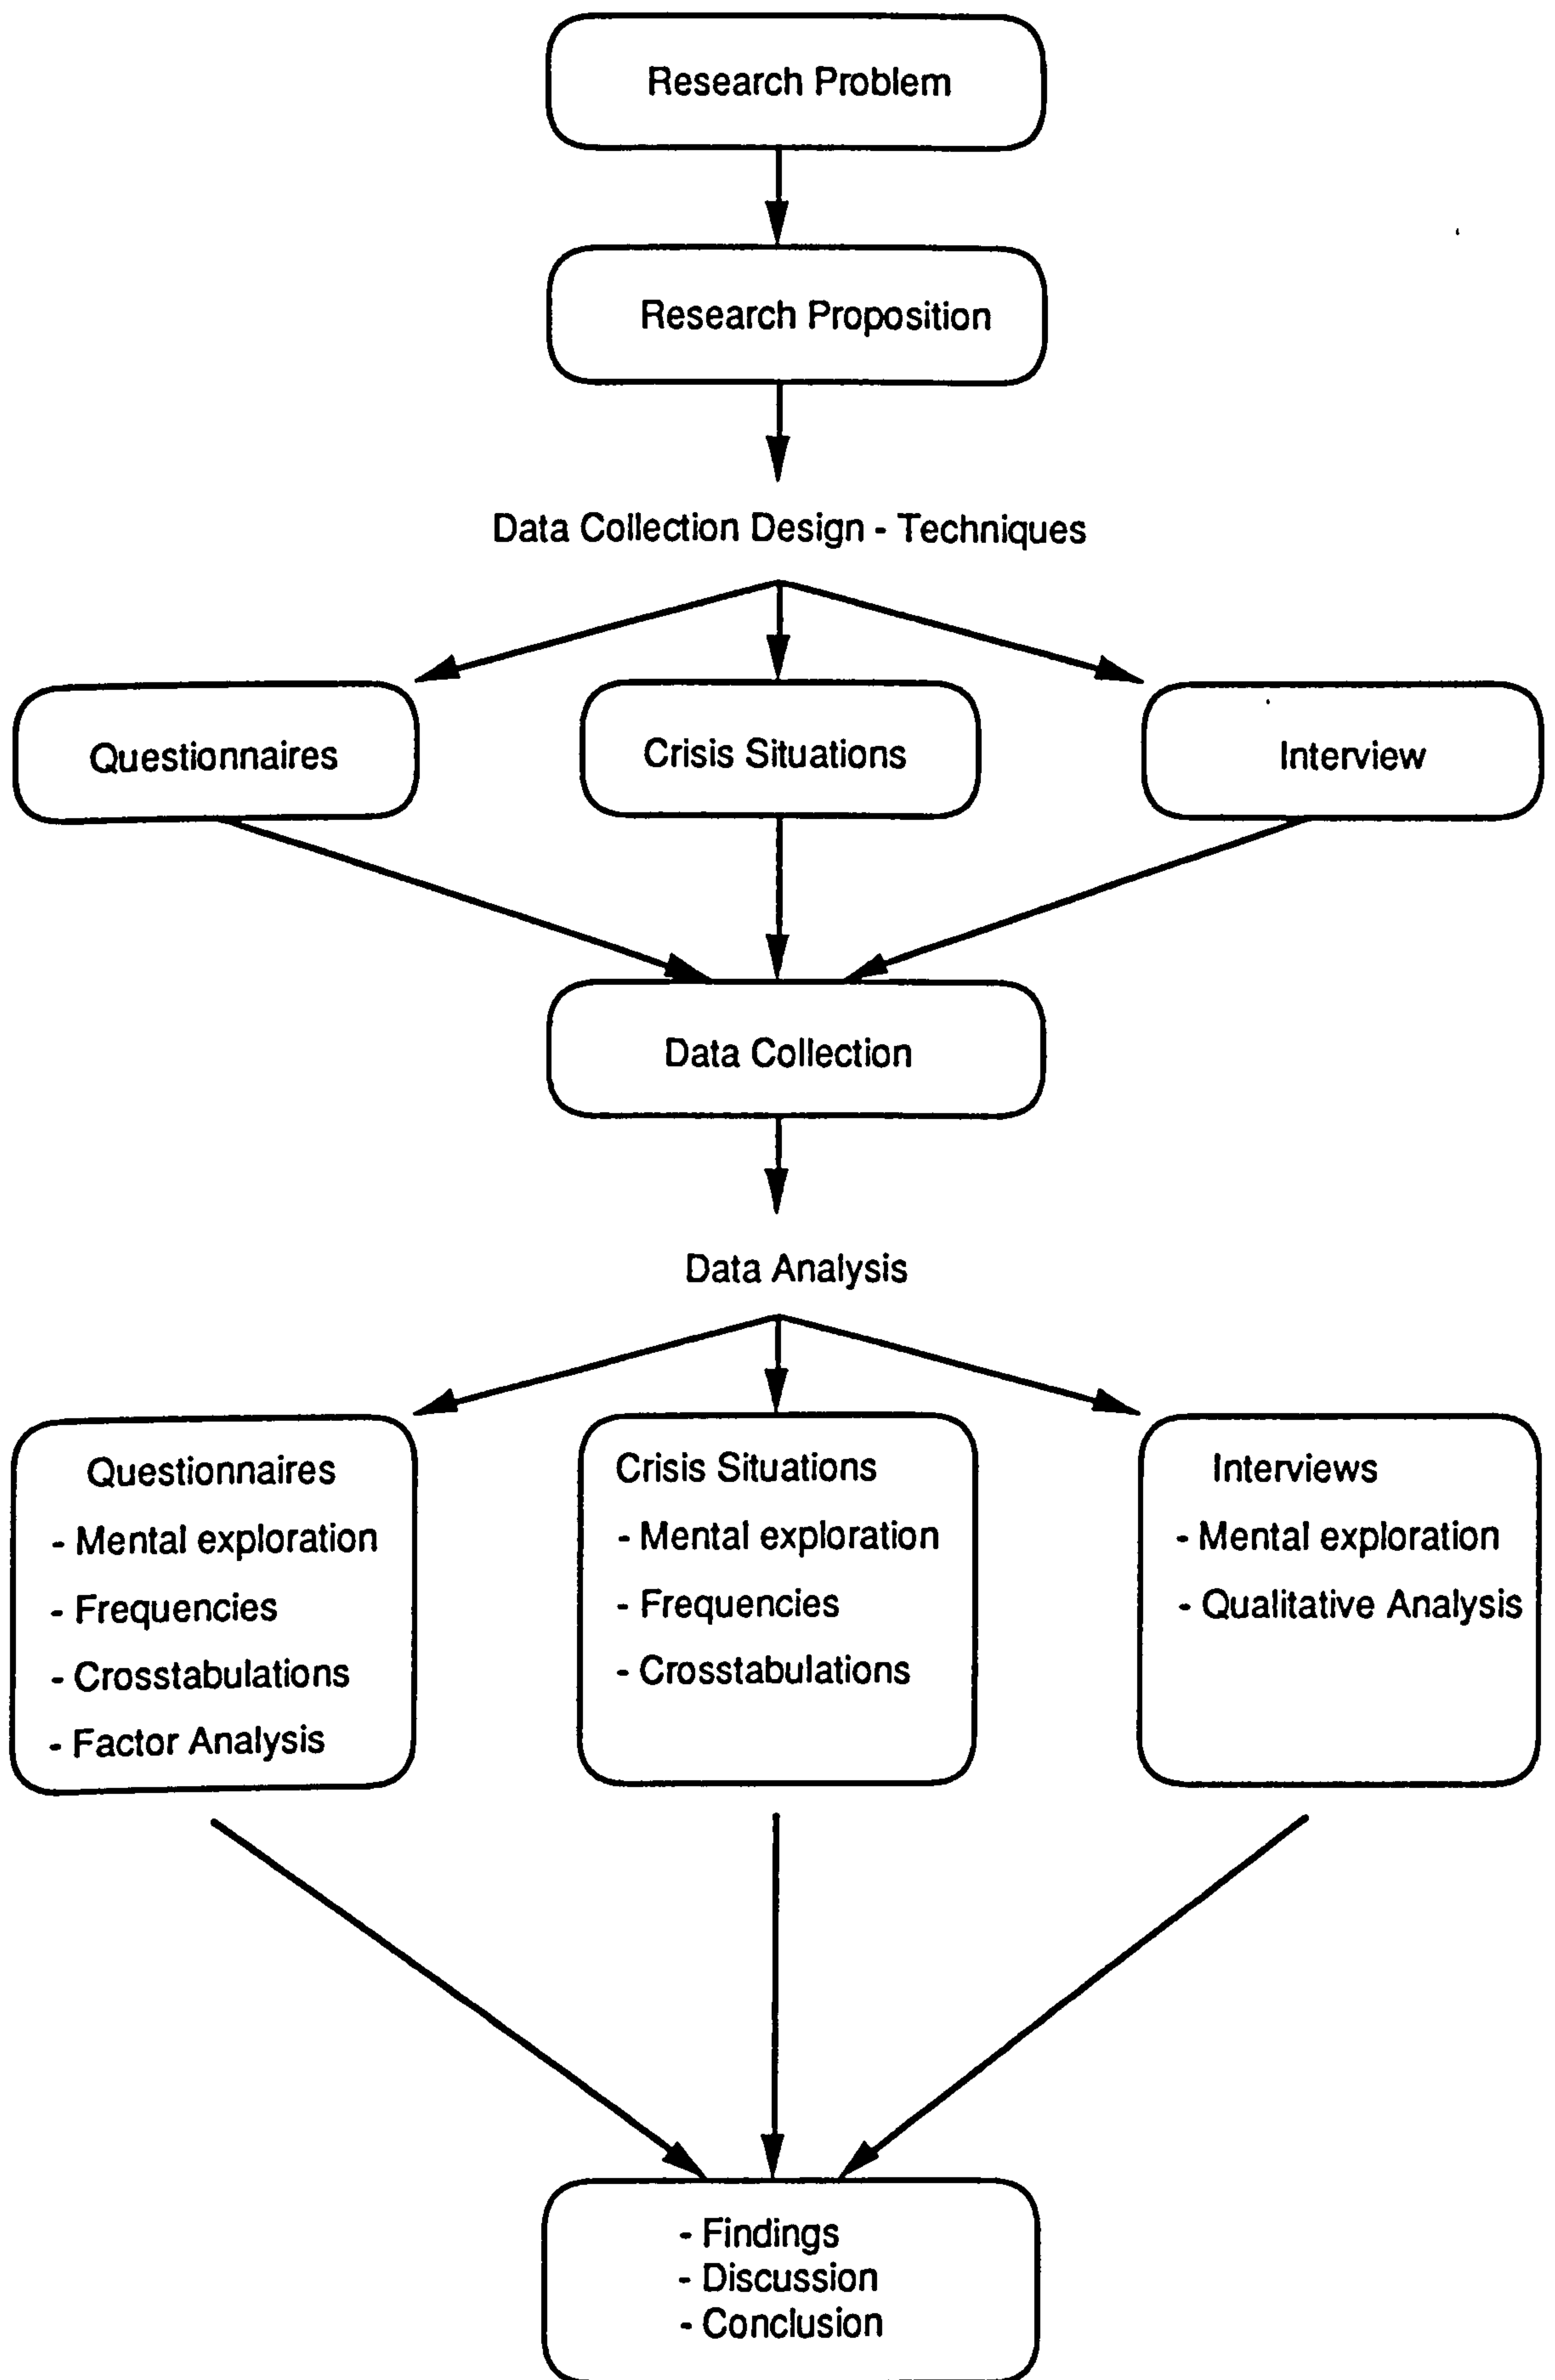 Research Problem
Research Proposition
Data Collection Design - Techniques
Questionnaires
Crisis Situations
Interview
Data Collection
Data Analysis
Questionnaires
- Mental exploration
- Frequencies
- Crosstabulations
- Factor Analysis
Crisis Situations
- Mental exploration
- Frequencies
- Crosstabulations
Interviews
- Mental exploration
- Qualitative Analysis
- Findings
- Discussion
- Conclusion